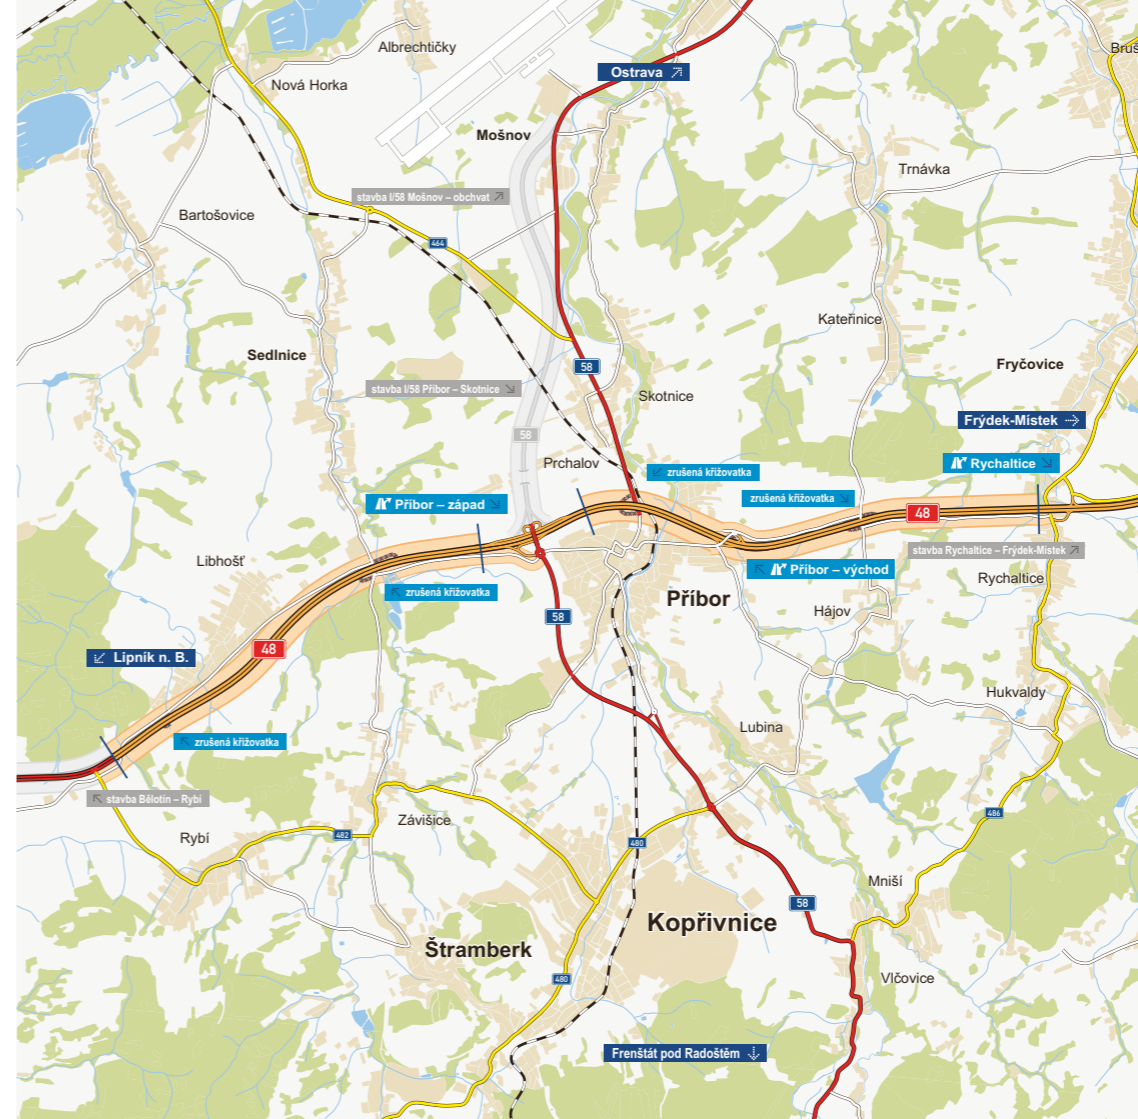 Albrechtičky
Bruš
Ostrava
Nová Horka
Mošnov
Trnávka
stavba I/58 Mošnov – obchvat
Bartošovice
464
Kateřinice
Sedlnice
Fryčovice
58
stavba I/58 Příbor – Skotnice
Skotnice
Frýdek-Místek
58
Prchalov
Rychaltice
zrušená křižovatka
zrušená křižovatka
Příbor – západ
48
stavba Rychaltice – Frýdek-Místek
Libhošť
Příbor – východ
Rychaltice
zrušená křižovatka
Příbor
Hájov
58
48
Lipník n. B.
Hukvaldy
Lubina
zrušená křižovatka
stavba Bělotín – Rybí
486
Závišice
482
Rybí
480
Mniší
58
Kopřivnice
Štramberk
480
Vlčovice
Frenštát pod Radoštěm